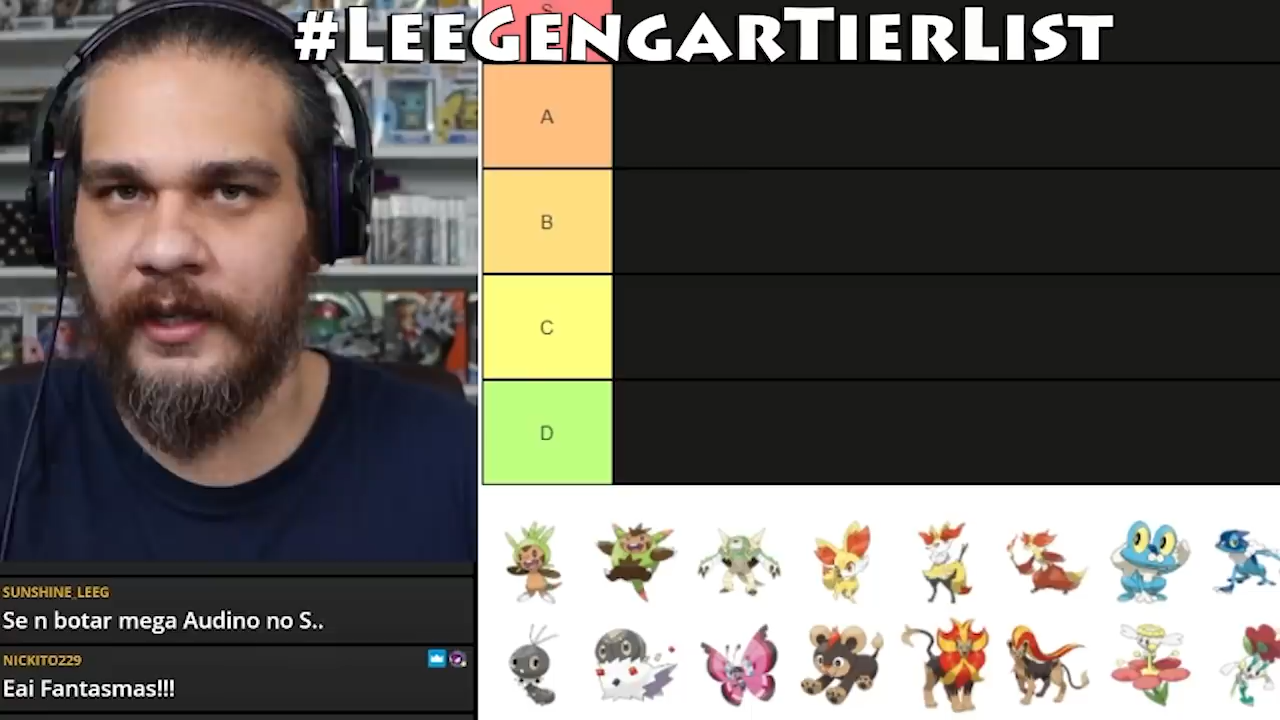 #LEEGENGARTIERLIST
S
A
B
C
D
SUNSHINE_LEEG
Se n botar mega Audino no S..
NICKITO229
Eai Fantasmas!!!